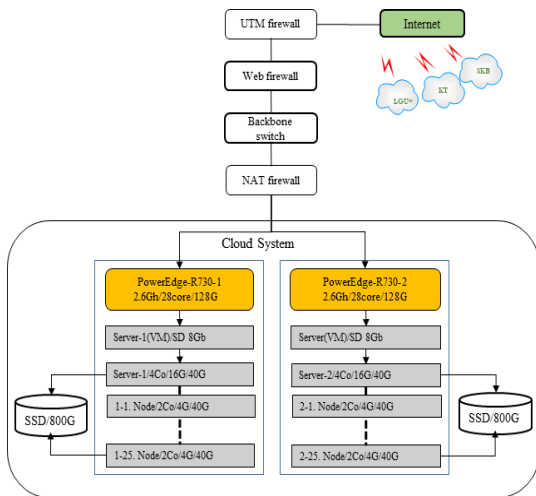 UTM firewall
Internet
Web firewall
SKB
KT
LGU+
Backbone
switch
NAT firewall
Cloud System
PowerEdge-R730-1
2.6Gh/28core/128G
PowerEdge-R730-2
2.6Gh/28core/128G
Server-1(VM)/SD 8Gb
Server(VM)/SD 8Gb
Server-1/4Co/16G/40G
Server-2/4Co/16G/40G
1-1. Node/2Co/4G/40G
2-1. Node/2Co/4G/40G
SSD/800G
SSD/800G
1-25. Node/2Co/4G/40G
2-25. Node/2Co/4G/40G